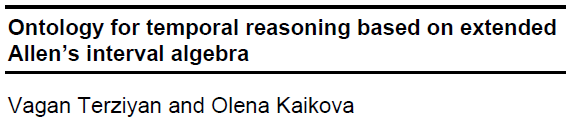 Ontology for temporal reasoning based on extended
Allen’s interval algebra
Vagan Terziyan and Olena Kaikova